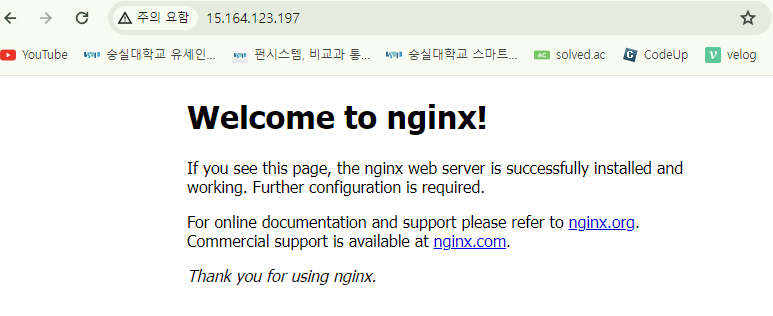 주의 요함 15.164.123.197
YouTube 숭실대학교 유세인... 펀시스템, 비교과 통... 숭실대학교 스마트... AC solved.ac CodeUp velog
Welcome to nginx!
If you see this page, the nginx web server is successfully installed and
working. Further configuration is required.
For online documentation and support please refer to nginx.org.
Commercial support is available at nginx.com.
Thank you for using nginx.